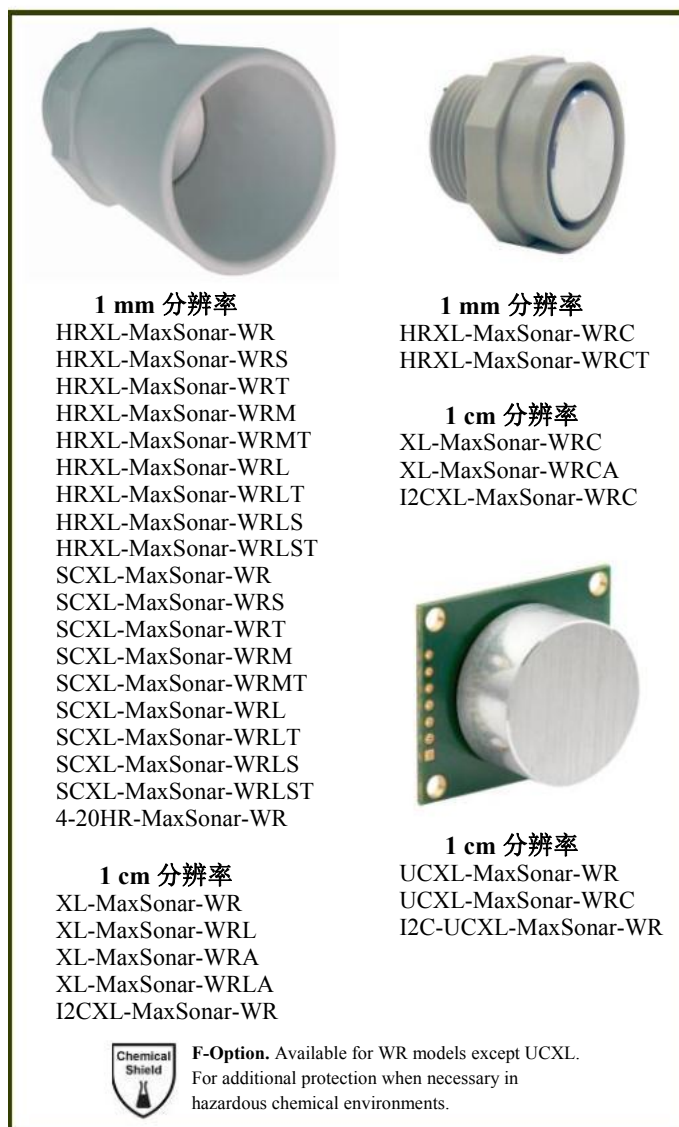 1 mm 分辨率
HRXL-MaxSonar-WR
HRXL-MaxSonar-WRS
HRXL-MaxSonar-WRT
HRXL-MaxSonar-WRM
HRXL-MaxSonar-WRMT
HRXL-MaxSonar-WRL
HRXL-MaxSonar-WRLT
HRXL-MaxSonar-WRLS
HRXL-MaxSonar-WRLST
SCXL-MaxSonar-WR
SCXL-MaxSonar-WRS
SCXL-MaxSonar-WRT
SCXL-MaxSonar-WRM
SCXL-MaxSonar-WRMT
SCXL-MaxSonar-WRL
SCXL-MaxSonar-WRLT
SCXL-MaxSonar-WRLS
SCXL-MaxSonar-WRLST
4-20HR-MaxSonar-WR
1 cm 分辨率
XL-MaxSonar-WR
XL-MaxSonar-WRL
XL-MaxSonar-WRA
XL-MaxSonar-WRLA
I2CXL-MaxSonar-WR
1 mm 分辨率
HRXL-MaxSonar-WRC
HRXL-MaxSonar-WRCT
1 cm 分辨率
XL-MaxSonar-WRC
XL-MaxSonar-WRCA
I2CXL-MaxSonar-WRC
1 cm 分辨率
UCXL-MaxSonar-WR
UCXL-MaxSonar-WRC
I2C-UCXL-MaxSonar-WR
Chemical
Shield
F-Option. Available for WR models except UCXL.
For additional protection when necessary in
hazardous chemical environments.